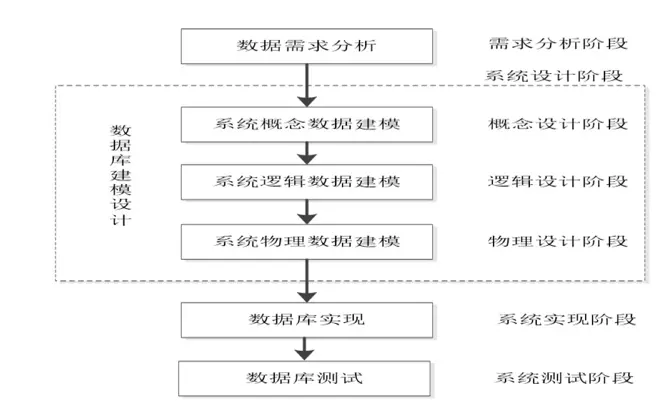 数据需求分析
需求分析阶段
系统设计阶段
数据库建模设计
系统概念数据建模
概念设计阶段
系统逻辑数据建模
逻辑设计阶段
系统物理数据建模
物理设计阶段
数据库实现
系统实现阶段
数据库测试
系统测试阶段